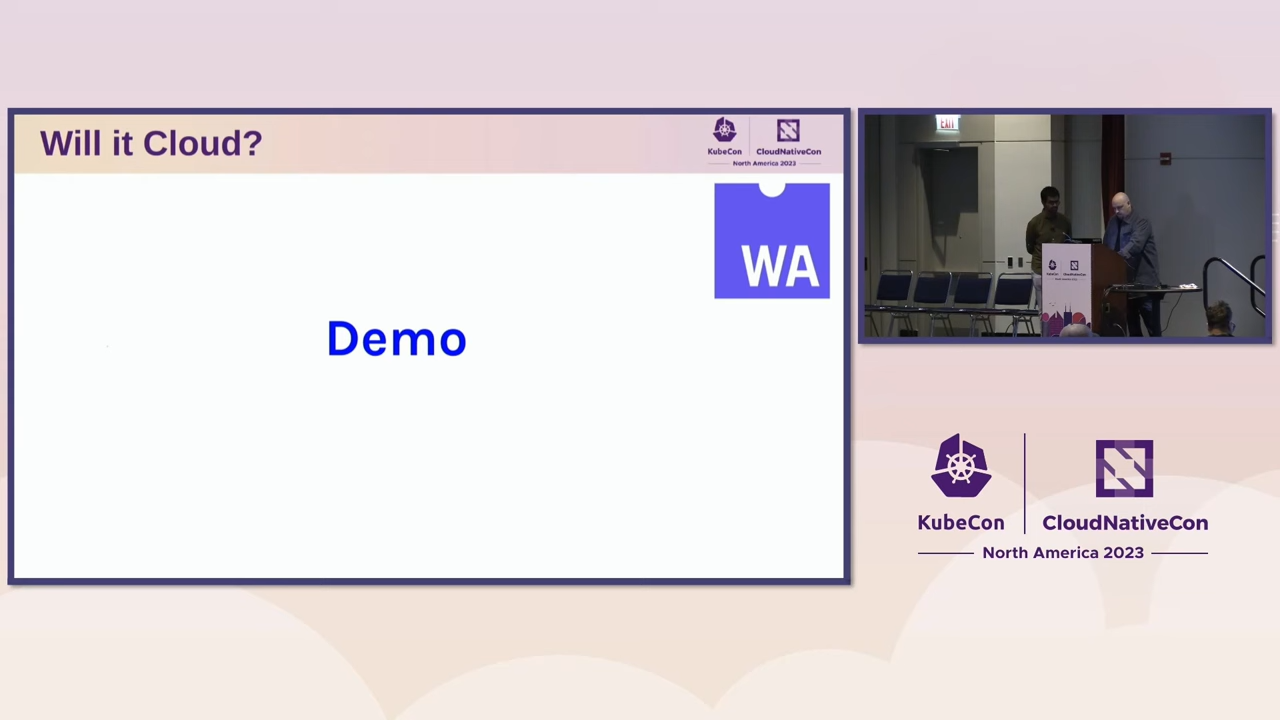 Will it Cloud?
KubeCon
CloudNativeCon
North America 2023
WA
Demo
EXIT
KubeCon
CloudNativeCon
North America 2023